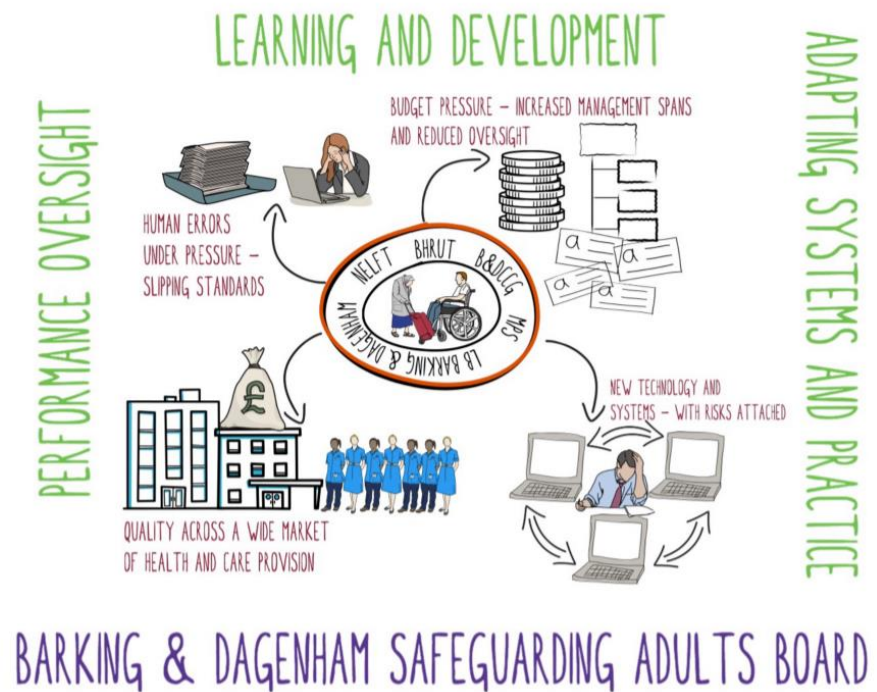 LEARNING AND DEVELOPMENT
PERFORMANCE OVERSIGHT
ADAPTING SYSTEMS AND PRACTICE
BUDGET PRESSURE – INCREASED MANAGEMENT SPANS
AND REDUCED OVERSIGHT
HUMAN ERRORS
UNDER PRESSURE –
SLIPPING STANDARDS
a
a
a
a
NELFT BHRUT B&DCCG MPS LB BARKING & DAGENHAM
£
NEW TECHNOLOGY AND
SYSTEMS – WITH RISKS ATTACHED
QUALITY ACROSS A WIDE MARKET
OF HEALTH AND CARE PROVISION
BARKING & DAGENHAM SAFEGUARDING ADULTS BOARD